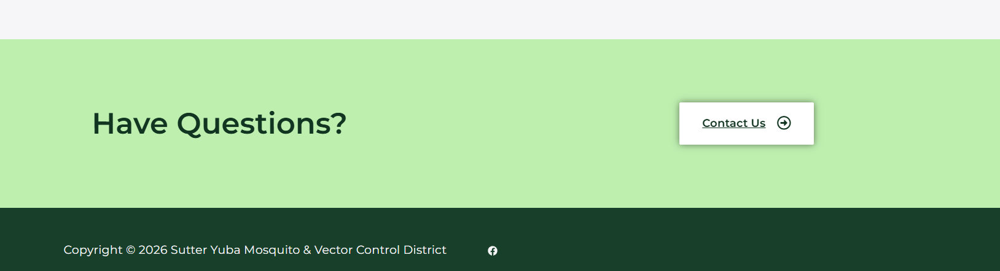 Have Questions?
Contact Us
Copyright © 2026 Sutter Yuba Mosquito & Vector Control District